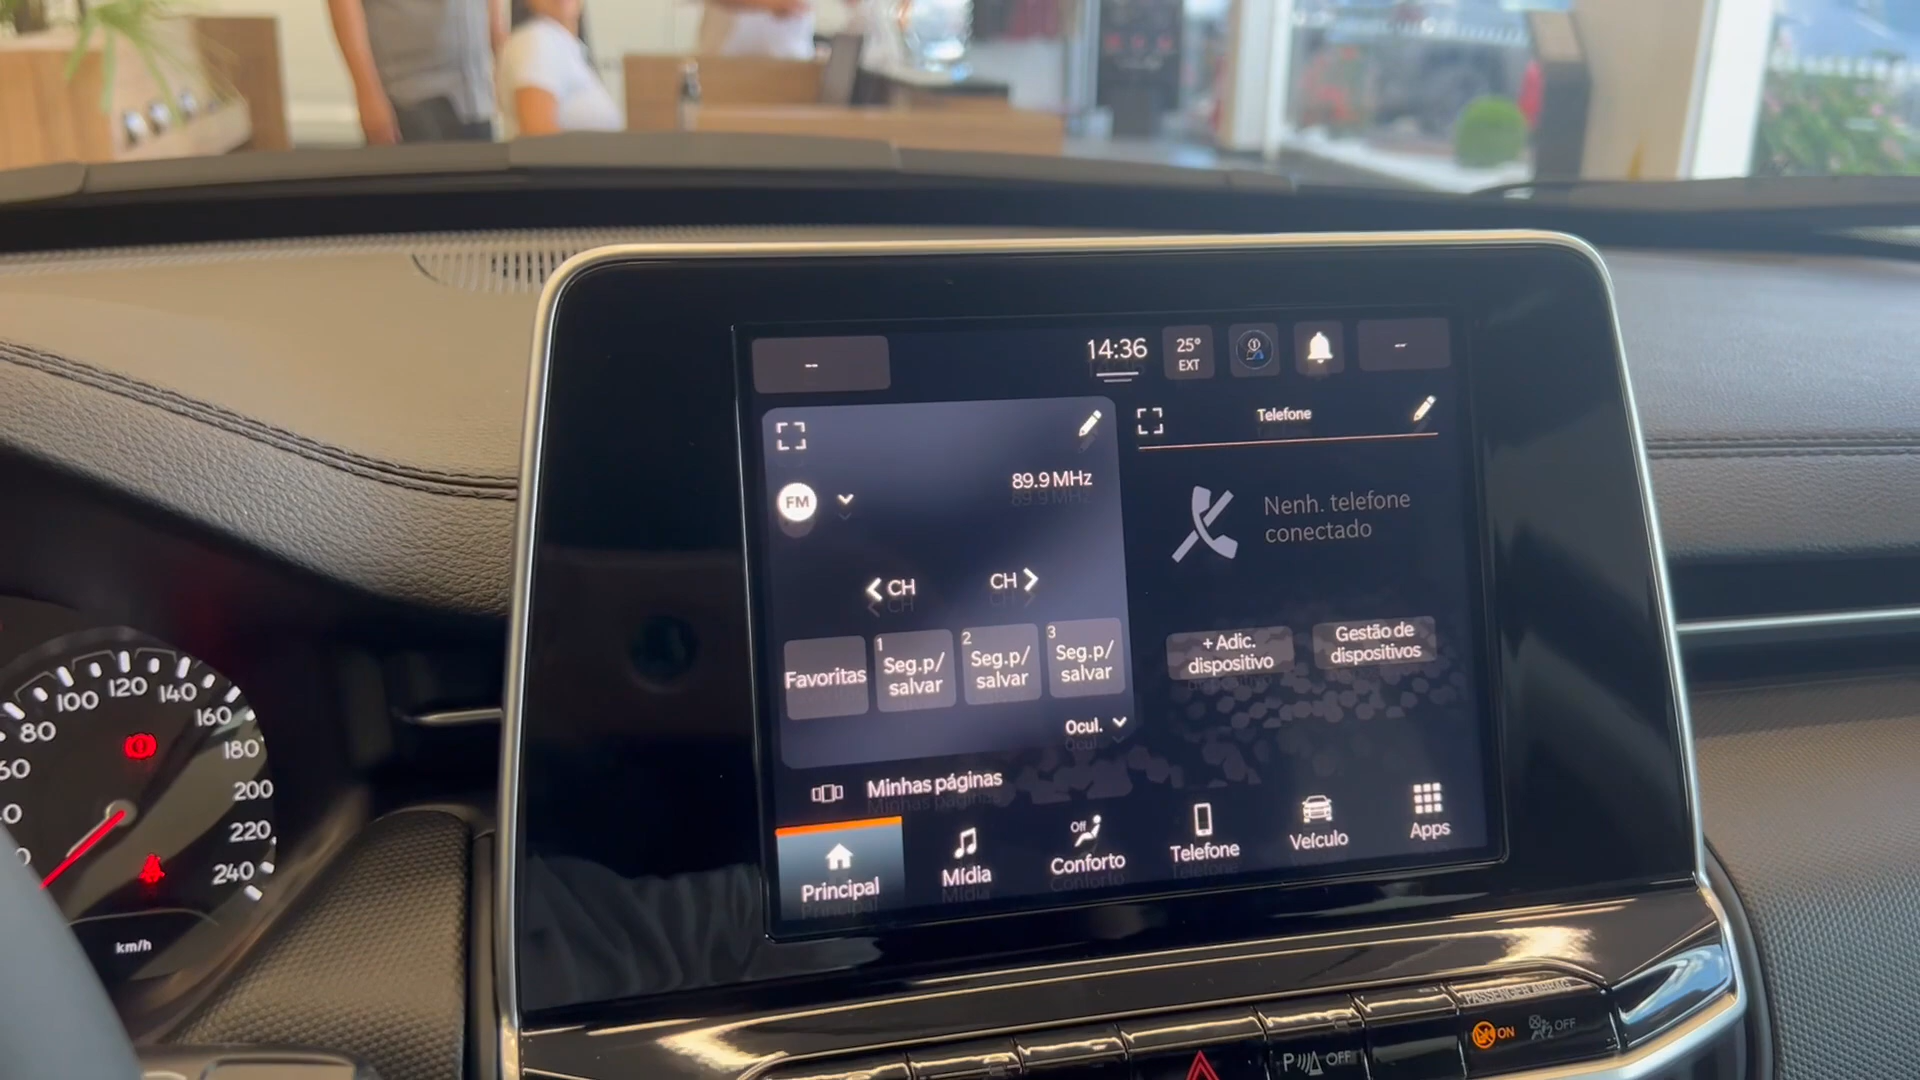 --
14:36
25°
EXT
--
89.9 MHz
FM
CH
CH
Favoritas
1
Seg.p/
salvar
2
Seg.p/
salvar
3
Seg.p/
salvar
Ocul.
Telefone
Nenh. telefone
conectado
+ Adic.
dispositivo
Gestão de
dispositivos
Minhas páginas
Principal
Mídia
Off
Conforto
Telefone
Veículo
Apps
80
100
120
140
160
180
200
220
240
km/h
PASSENGER AIRBAG
ON
OFF
P
OFF